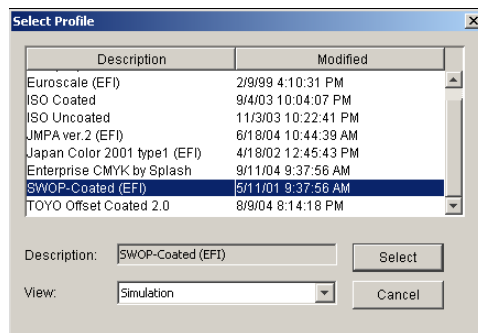 Select Profile
Description Modified
Euroscale (EFI) 2/9/99 4:10:31 PM
ISO Coated 9/4/03 10:04:07 PM
ISO Uncoated 11/3/03 10:22:41 PM
JMPA ver.2 (EFI) 6/18/04 10:44:39 AM
Japan Color 2001 type1 (EFI) 4/18/02 12:45:43 PM
Enterprise CMYK by Splash 9/11/04 9:37:56 AM
SWOP-Coated (EFI) 5/11/01 9:37:56 AM
TOYO Offset Coated 2.0 8/9/04 8:14:18 PM
Description: SWOP-Coated (EFI) Select
View: Simulation Cancel